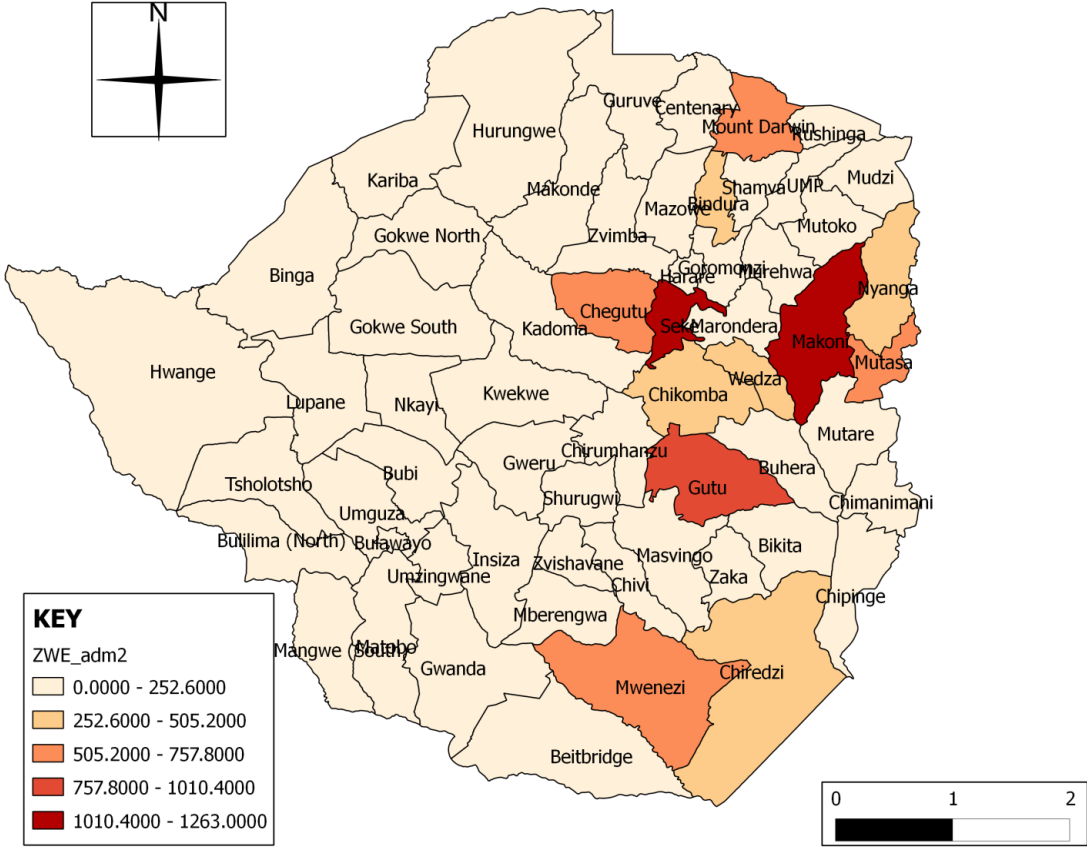 N
Guruve
Centenary
Mount Darwin
Rushinga
Hurungwe
Kariba
Makonde
Shamva
UMP
Mudzi
Bindura
Mazowe
Mutoko
Gokwe North
Zvimba
Binga
Goromonzi
Murehwa
Harare
Nyanga
Chegutu
Gokwe South
Kadoma
Seke
Marondera
Makoni
Mutasa
Hwange
Wedza
Lupane
Nkayi
Kwekwe
Chikomba
Mutare
Chirumhanzu
Gweru
Bubi
Buhera
Tsholotsho
Shurugwi
Gutu
Chimanimani
Umguza
Bulilima (North)
Bulawayo
Bikita
Insiza
Zvishavane
Masvingo
Umzingwane
Zaka
Chivi
Chipinge
Mberengwa
Mangwe (South)
Matobo
Gwanda
Chiredzi
Mwenezi
Beitbridge
KEY
ZWE_adm2
0.0000 - 252.6000
252.6000 - 505.2000
505.2000 - 757.8000
757.8000 - 1010.4000
1010.4000 - 1263.0000
0 1 2